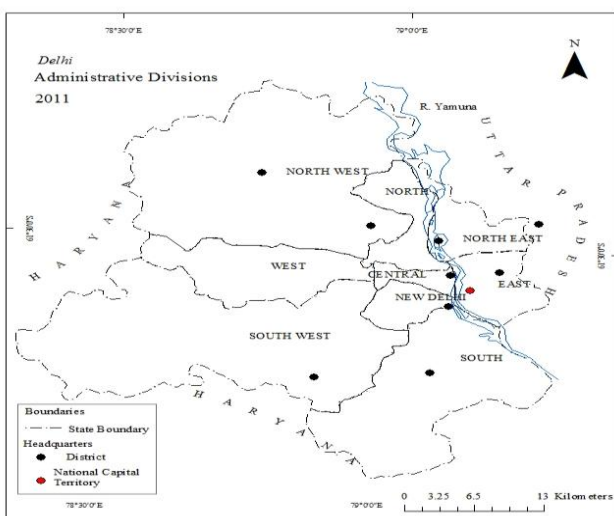 78°30'0"E
79°0'0"E
Delhi
Administrative Divisions
2011
N
R. Yamuna
UTTAR PRADESH
NORTH WEST
NORTH
HARYANA
NORTH EAST
WEST
CENTRAL
EAST
NEW DELHI
SOUTH WEST
SOUTH
HARYANA
Boundaries
State Boundary
Headquarters
District
National Capital
Territory
78°30'0"E
79°0'0"E
0 3.25 6.5 13 Kilometers